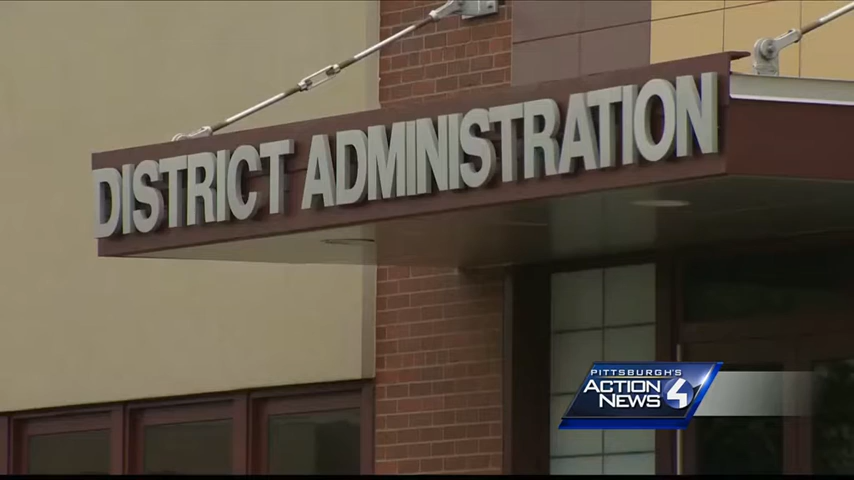 DISTRICT ADMINISTRATION
PITTSBURGH'S
ACTION
NEWS 4